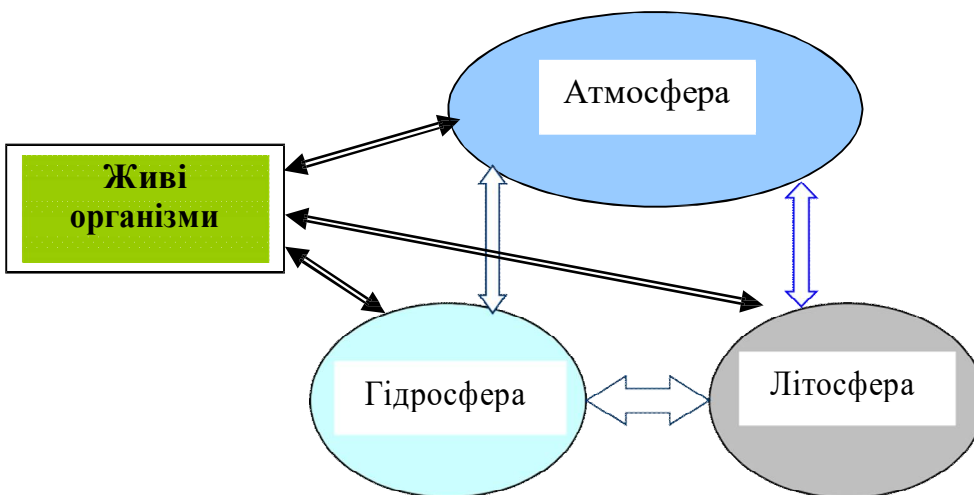 Атмосфера
Живі
організми
Гідросфера
Літосфера